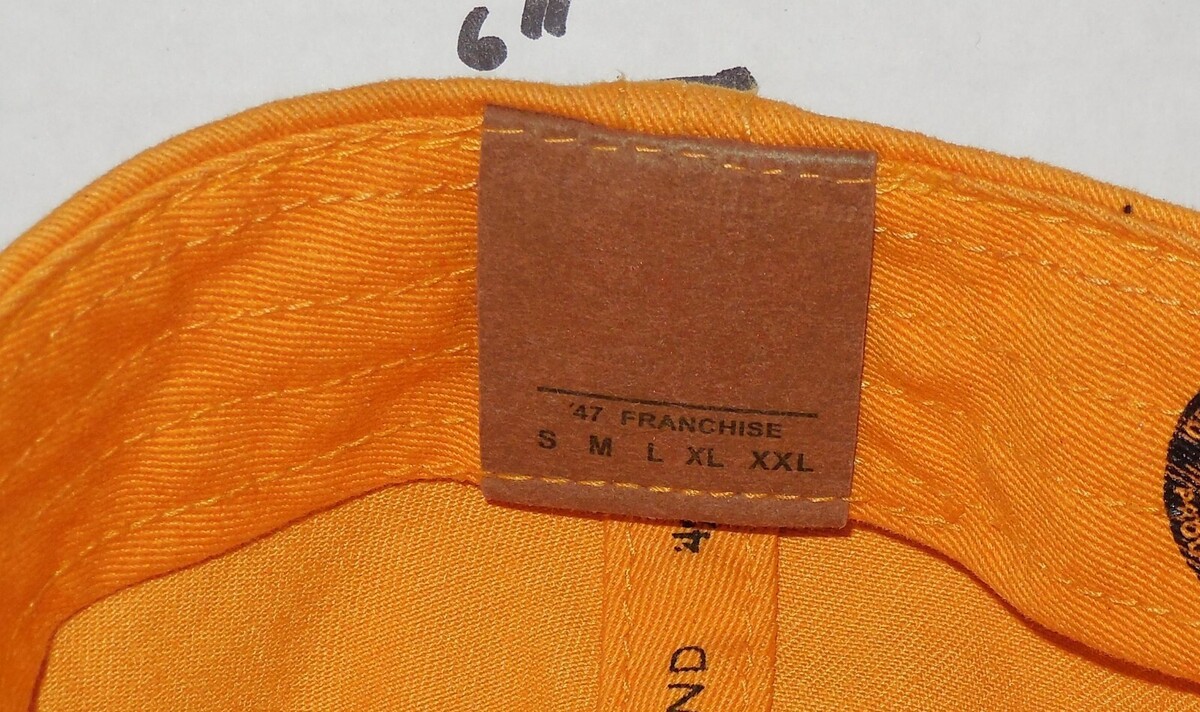 6"
'47 FRANCHISE
S M L XL XXL
ND